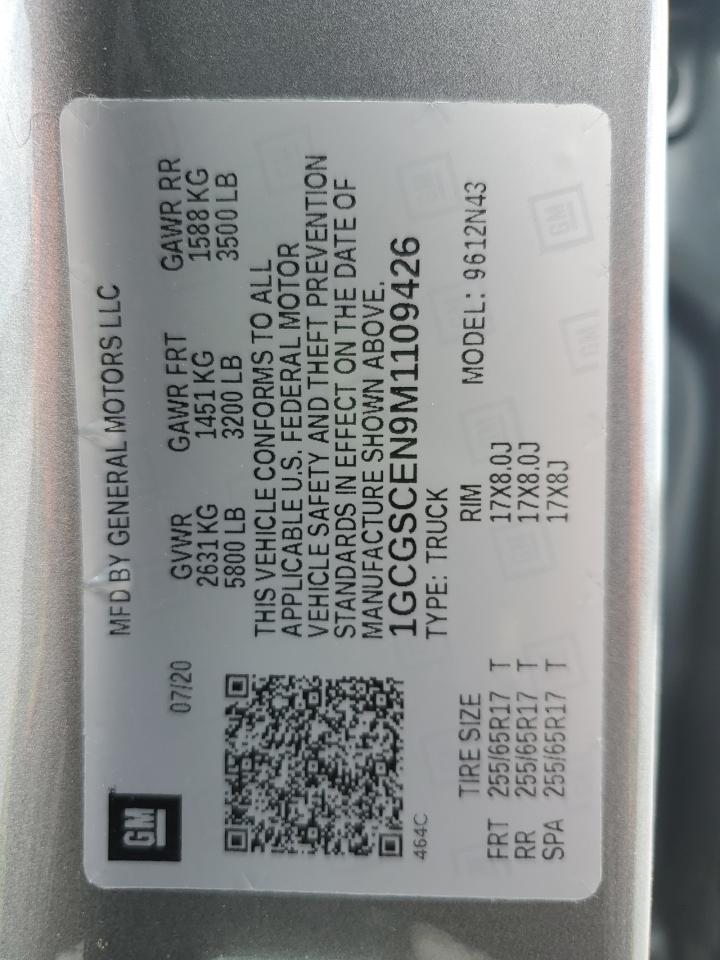 GM
MFD BY GENERAL MOTORS LLC
07/20
GVWR GAWR FRT GAWR RR
2631 KG 1451 KG 1588 KG
5800 LB 3200 LB 3500 LB
THIS VEHICLE CONFORMS TO ALL
APPLICABLE U.S. FEDERAL MOTOR
VEHICLE SAFETY AND THEFT PREVENTION
STANDARDS IN EFFECT ON THE DATE OF
MANUFACTURE SHOWN ABOVE.
1GCGSCEN9M1109426
464C
TYPE: TRUCK
MODEL: 9612N43
TIRE SIZE RIM
FRT 255/65R17 T 17X8.0J
RR 255/65R17 T 17X8.0J
SPA 255/65R17 T 17X8J